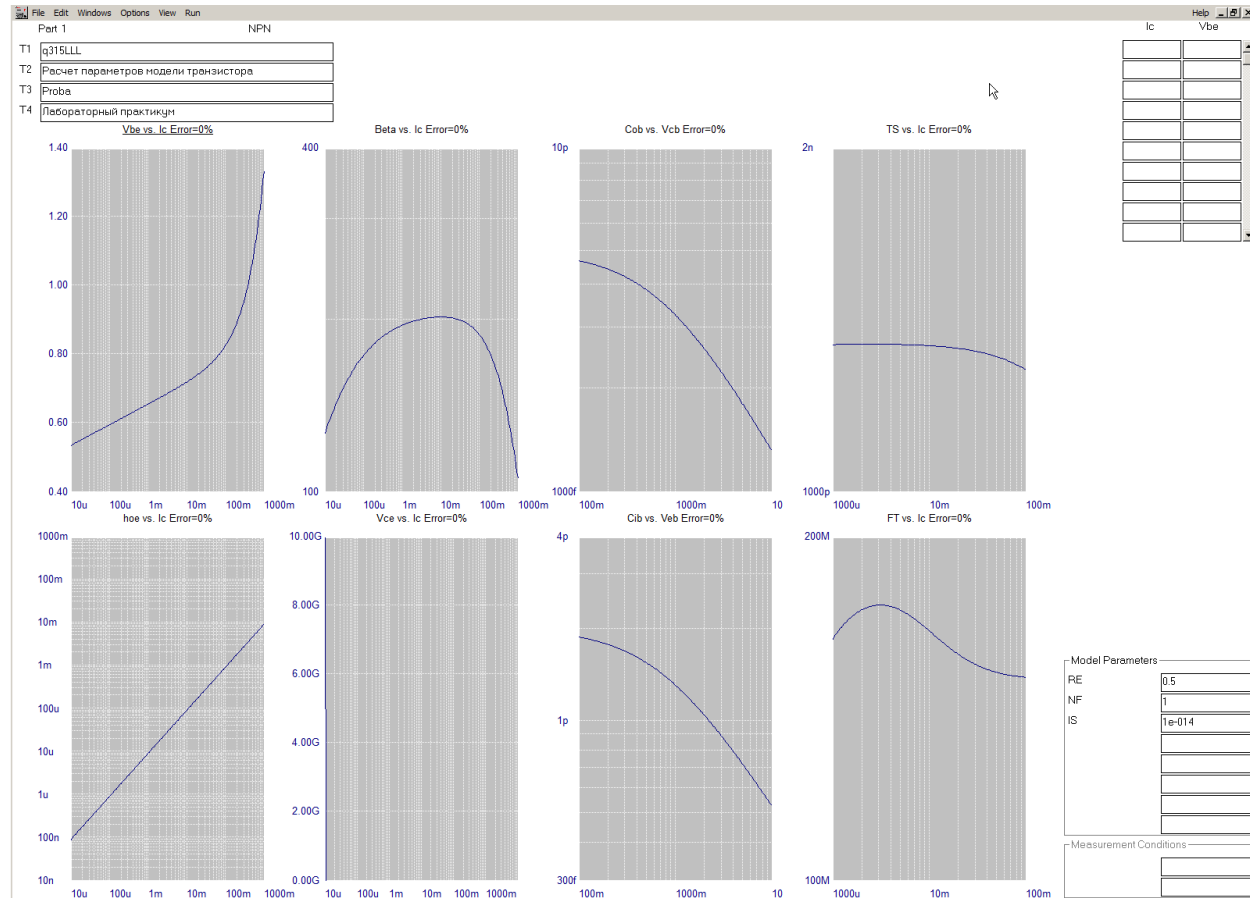 File Edit Windows Options View Run Help
Part 1 NPN
T1 q315LLL
T2 Расчет параметров модели транзистора
T3 Proba
T4 Лабораторный практикум
Ic Vbe
Vbe vs. Ic Error=0%
1.40
1.20
1.00
0.80
0.60
0.40
10u 100u 1m 10m 100m 1000m
Beta vs. Ic Error=0%
400
100
10u 100u 1m 10m 100m 1000m
Cob vs. Vcb Error=0%
10p
1000f
100m 1000m 10
TS vs. Ic Error=0%
2n
1000p
1000u 10m 100m
hoe vs. Ic Error=0%
1000m
100m
10m
1m
100u
10u
1u
100n
10n
10u 100u 1m 10m 100m 1000m
Vce vs. Ic Error=0%
10.00G
8.00G
6.00G
4.00G
2.00G
0.00G
10u 100u 1m 10m 100m 1000m
Cib vs. Veb Error=0%
4p
1p
30f
100m 1000m 10
FT vs. Ic Error=0%
200M
100M
1000u 10m 100m
Model Parameters
RE 0.5
NF 1
IS 1e-014
Measurement Conditions